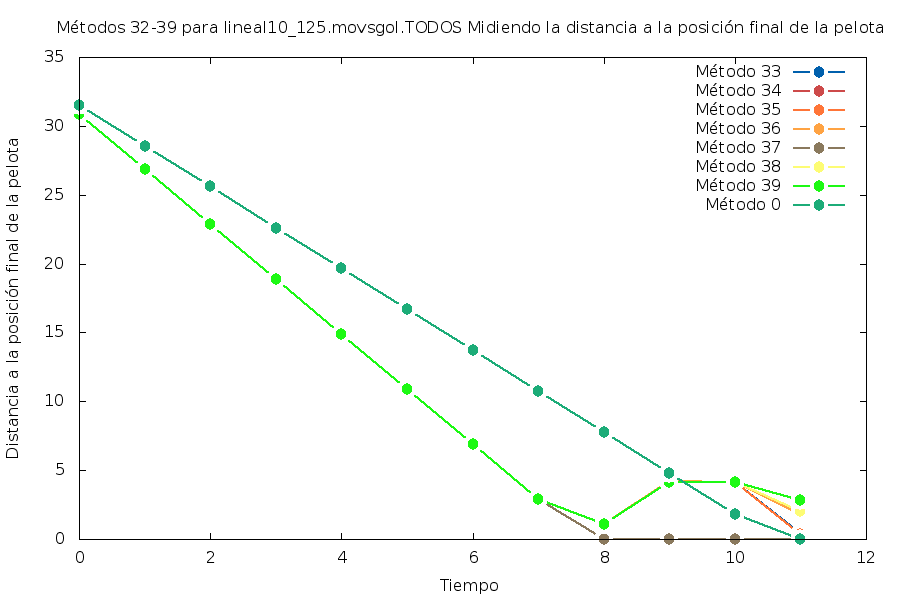 Métodos 32-39 para lineal10_125.movsgol.TODOS Midiendo la distancia a la posición final de la pelota
Distancia a la posición final de la pelota
35
30
25
20
15
10
5
0
Método 33
Método 34
Método 35
Método 36
Método 37
Método 38
Método 39
Método 0
0 2 4 6 8 10 12
Tiempo